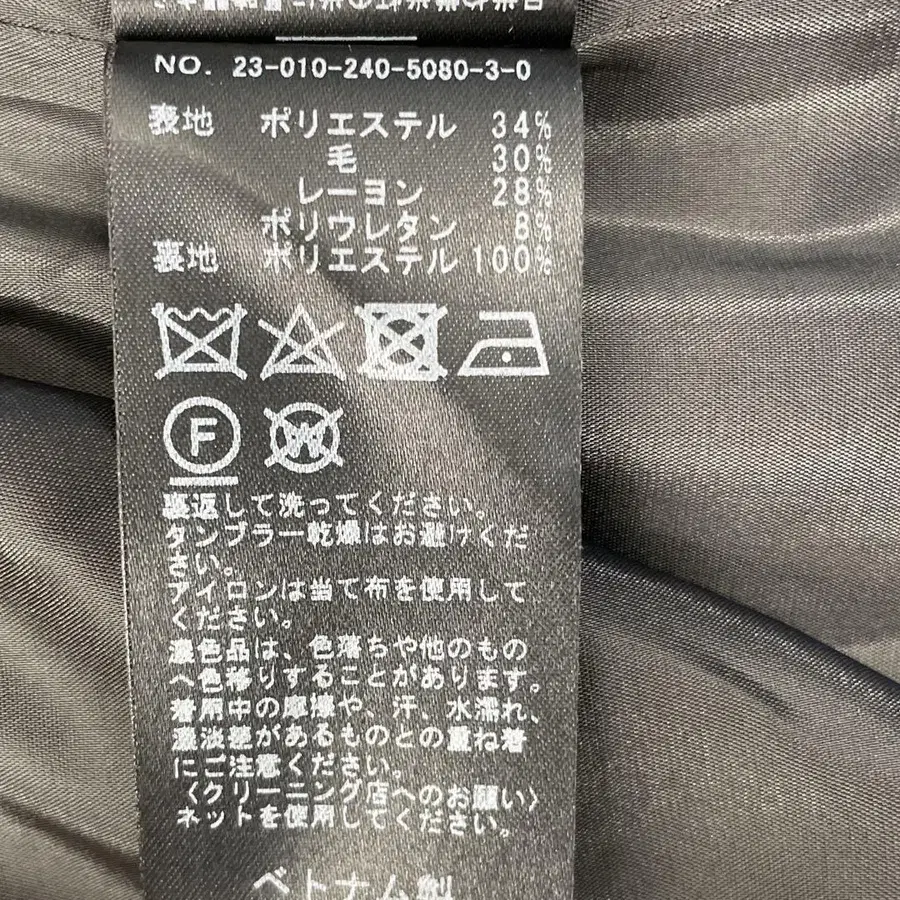 NO. 23-010-240-5080-3-0
表地 ポリエステル 34%
毛 30%
レーヨン 28%
ポリウレタン 8%
裏地 ポリエステル 100%
F
W
裏返して洗ってください。
タンブラー乾燥はお避けくだ
さい。
アイロンは当て布を使用して
ください。
濃色品は、色落ちや他のもの
へ色移りすることがあります。
着用中の摩擦や、汗、水濡れ、
濃淡差があるものとの重ね着
にご注意ください。
〈クリーニング店へのお願い〉
ネットを使用してください。
ベトナム製